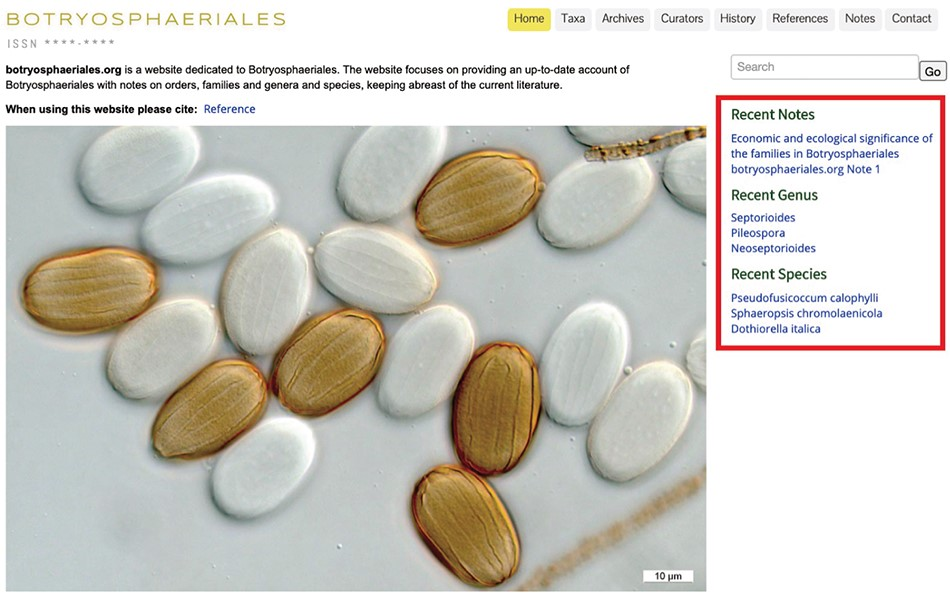 BOTRYOSPHAERIALES
Home Taxa Archives Curators History References Notes Contact
ISSN ****-****
botryosphaeriales.org is a website dedicated to Botryosphaeriales. The website focuses on providing an up-to-date account of
Botryosphaeriales with notes on orders, families and genera and species, keeping abreast of the current literature.
When using this website please cite: Reference
Search Go
Recent Notes
Economic and ecological significance of
the families in Botryosphaeriales
botryosphaeriales.org Note 1
Recent Genus
Septorioides
Pileospora
Neoseptorioides
Recent Species
Pseudofusicoccum calophylli
Sphaeropsis chromolaenicola
Dothiorella italica
10 µm